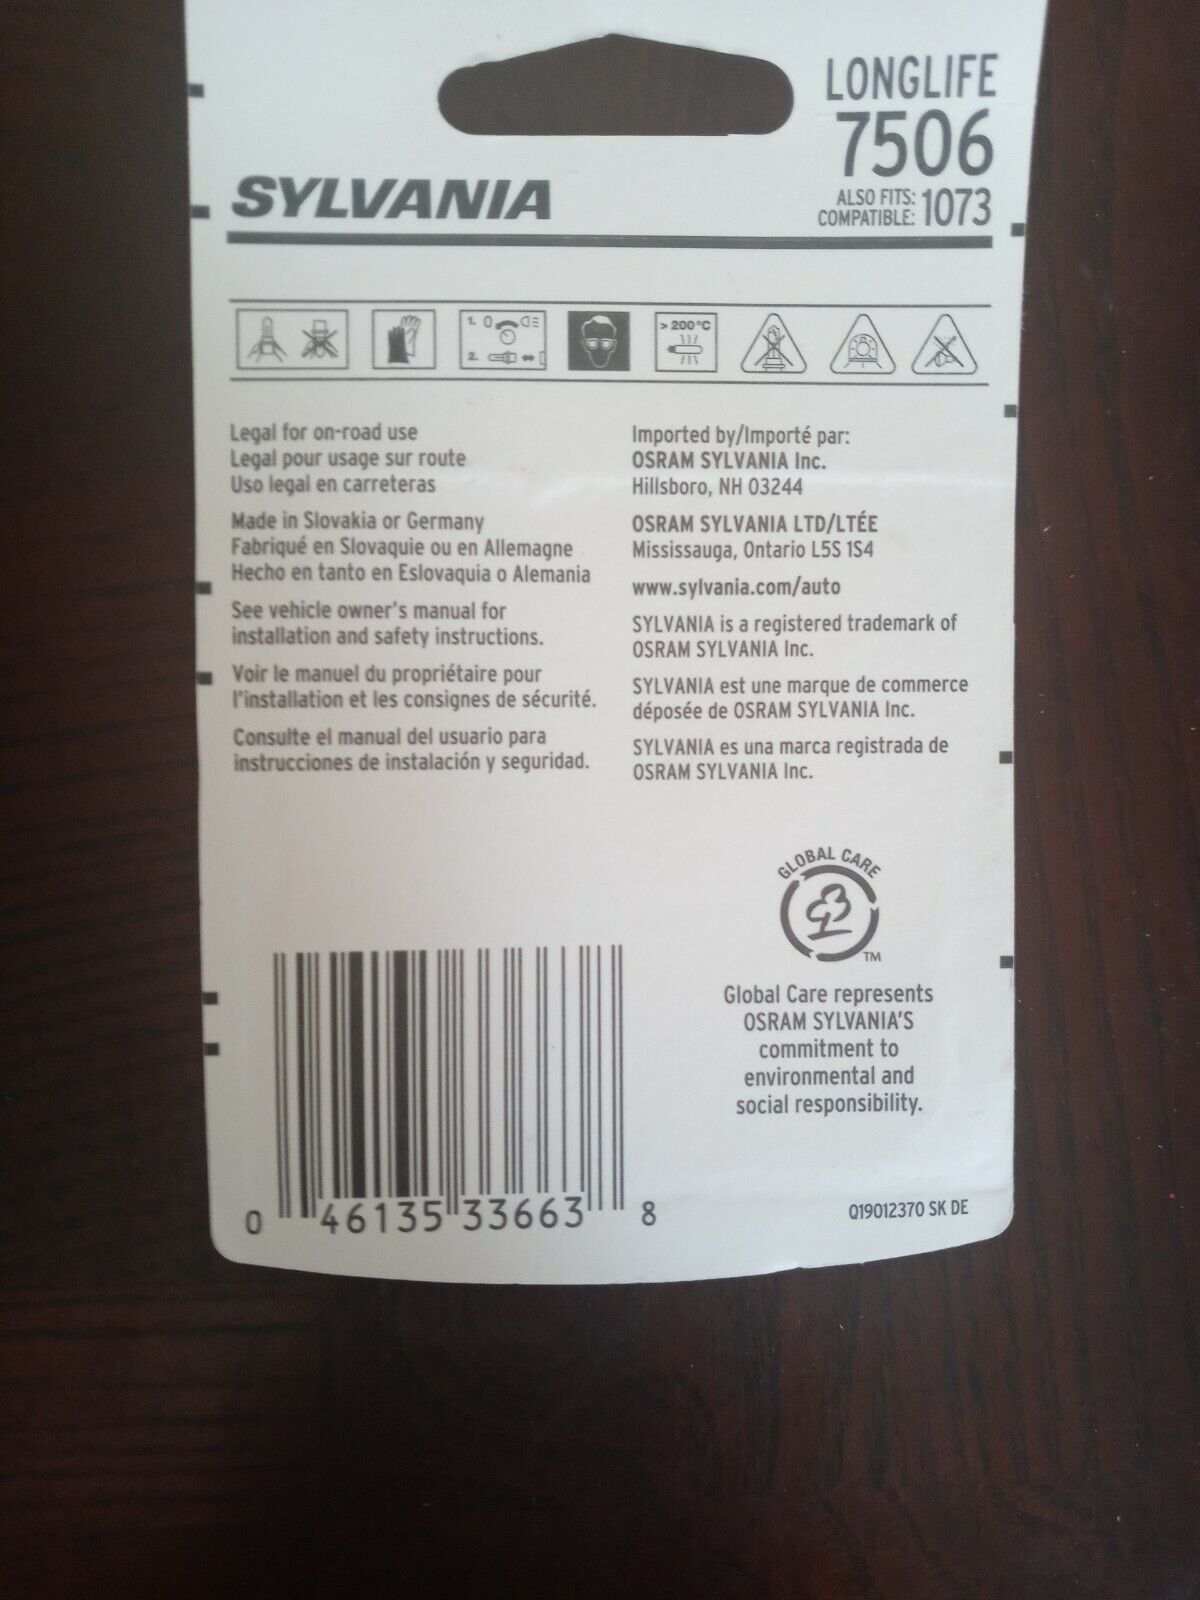 LONGLIFE
7506
ALSO FITS:
COMPATIBLE: 1073
SYLVANIA
1.
2.
> 200°C
Legal for on-road use
Legal pour usage sur route
Uso legal en carreteras
Made in Slovakia or Germany
Fabriqué en Slovaquie ou en Allemagne
Hecho en tanto en Eslovaquia o Alemania
See vehicle owner's manual for
installation and safety instructions.
Voir le manuel du propriétaire pour
l'installation et les consignes de sécurité.
Consulte el manual del usuario para
instrucciones de instalación y seguridad.
Imported by/Importé par:
OSRAM SYLVANIA Inc.
Hillsboro, NH 03244
OSRAM SYLVANIA LTD/LTÉE
Mississauga, Ontario L5S 1S4
www.sylvania.com/auto
SYLVANIA is a registered trademark of
OSRAM SYLVANIA Inc.
SYLVANIA est une marque de commerce
déposée de OSRAM SYLVANIA Inc.
SYLVANIA es una marca registrada de
OSRAM SYLVANIA Inc.
GLOBAL CARE
TM
Global Care represents
OSRAM SYLVANIA'S
commitment to
environmental and
social responsibility.
0 46135 33663 8
Q19012370 SK DE